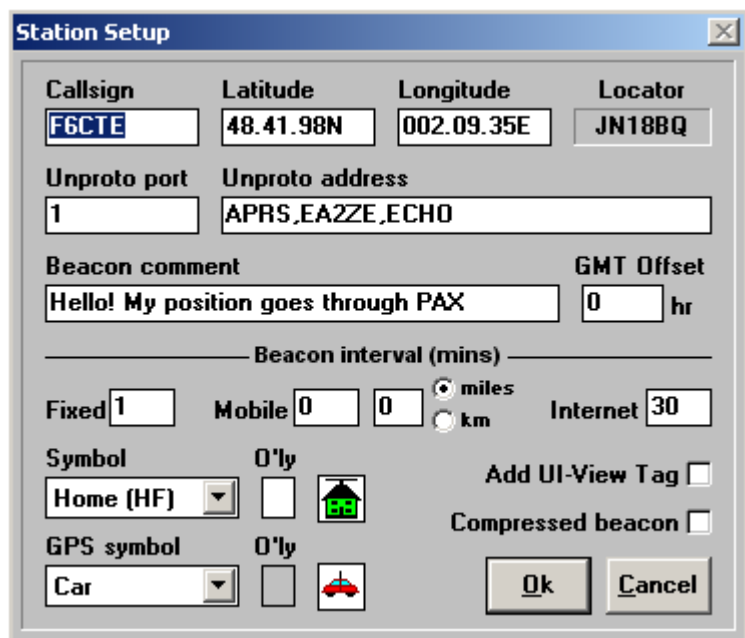 Station Setup
Callsign Latitude Longitude Locator
F6CTE 48.41.98N 002.09.35E JN18BQ
Unproto port Unproto address
1 APRS,EA2ZE,ECHO
Beacon comment GMT Offset
Hello! My position goes through PAX 0 hr
Beacon interval (mins)
Fixed 1 Mobile 0 0 miles km Internet 30
Symbol O'ly Add UI-View Tag
Home (HF)
Compressed beacon
GPS symbol O'ly
Car Ok Cancel